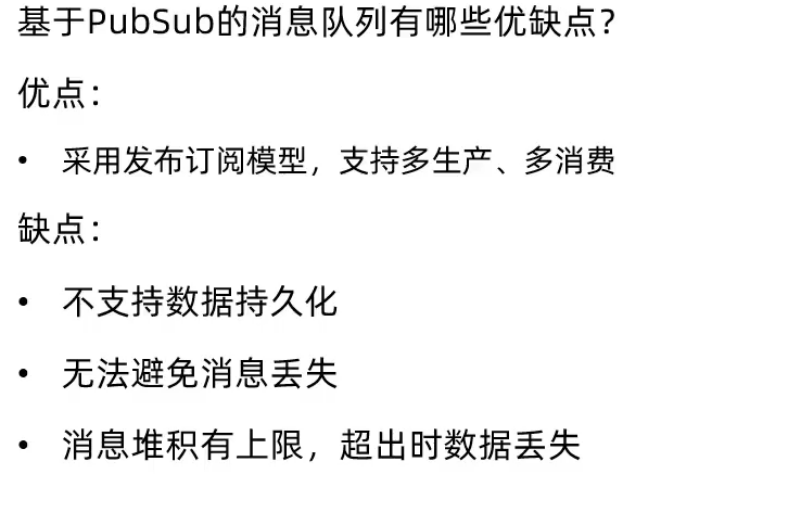 基于PubSub的消息队列有哪些优缺点？
优点：
• 采用发布订阅模型，支持多生产、多消费
缺点：
• 不支持数据持久化
• 无法避免消息丢失
• 消息堆积有上限，超出时数据丢失